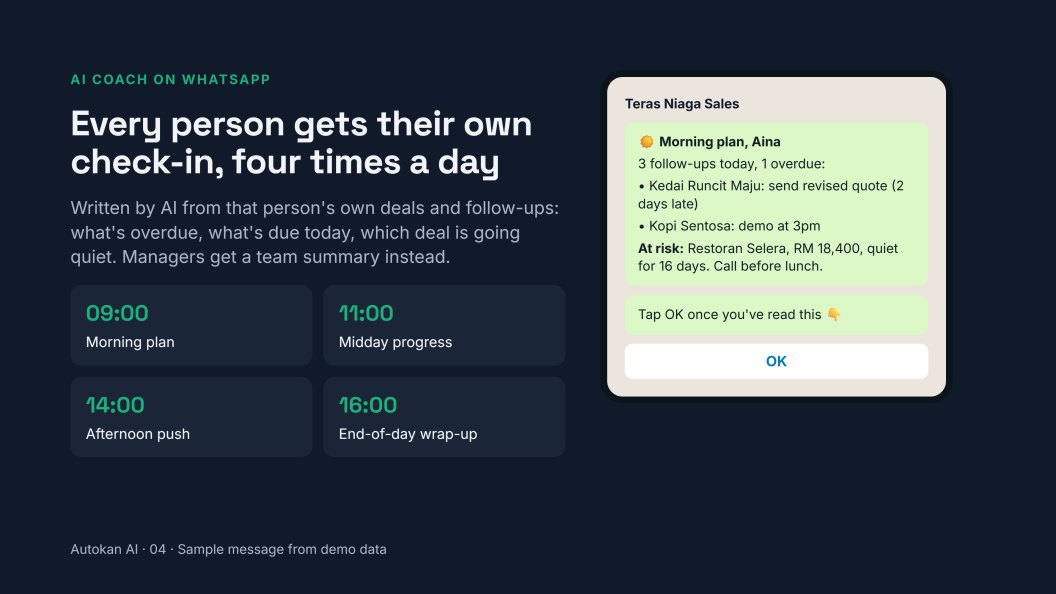 AI COACH ON WHATSAPP
Every person gets their own
check-in, four times a day
Written by AI from that person's own deals and follow-ups:
what's overdue, what's due today, which deal is going
quiet. Managers get a team summary instead.
09:00
Morning plan
11:00
Midday progress
14:00
Afternoon push
16:00
End-of-day wrap-up
Teras Niaga Sales
Morning plan, Aina
3 follow-ups today, 1 overdue:
• Kedai Runcit Maju: send revised quote (2
days late)
• Kopi Sentosa: demo at 3pm
At risk: Restoran Selera, RM 18,400, quiet
for 16 days. Call before lunch.
Tap OK once you've read this 👇
OK
Autokan AI · 04 · Sample message from demo data